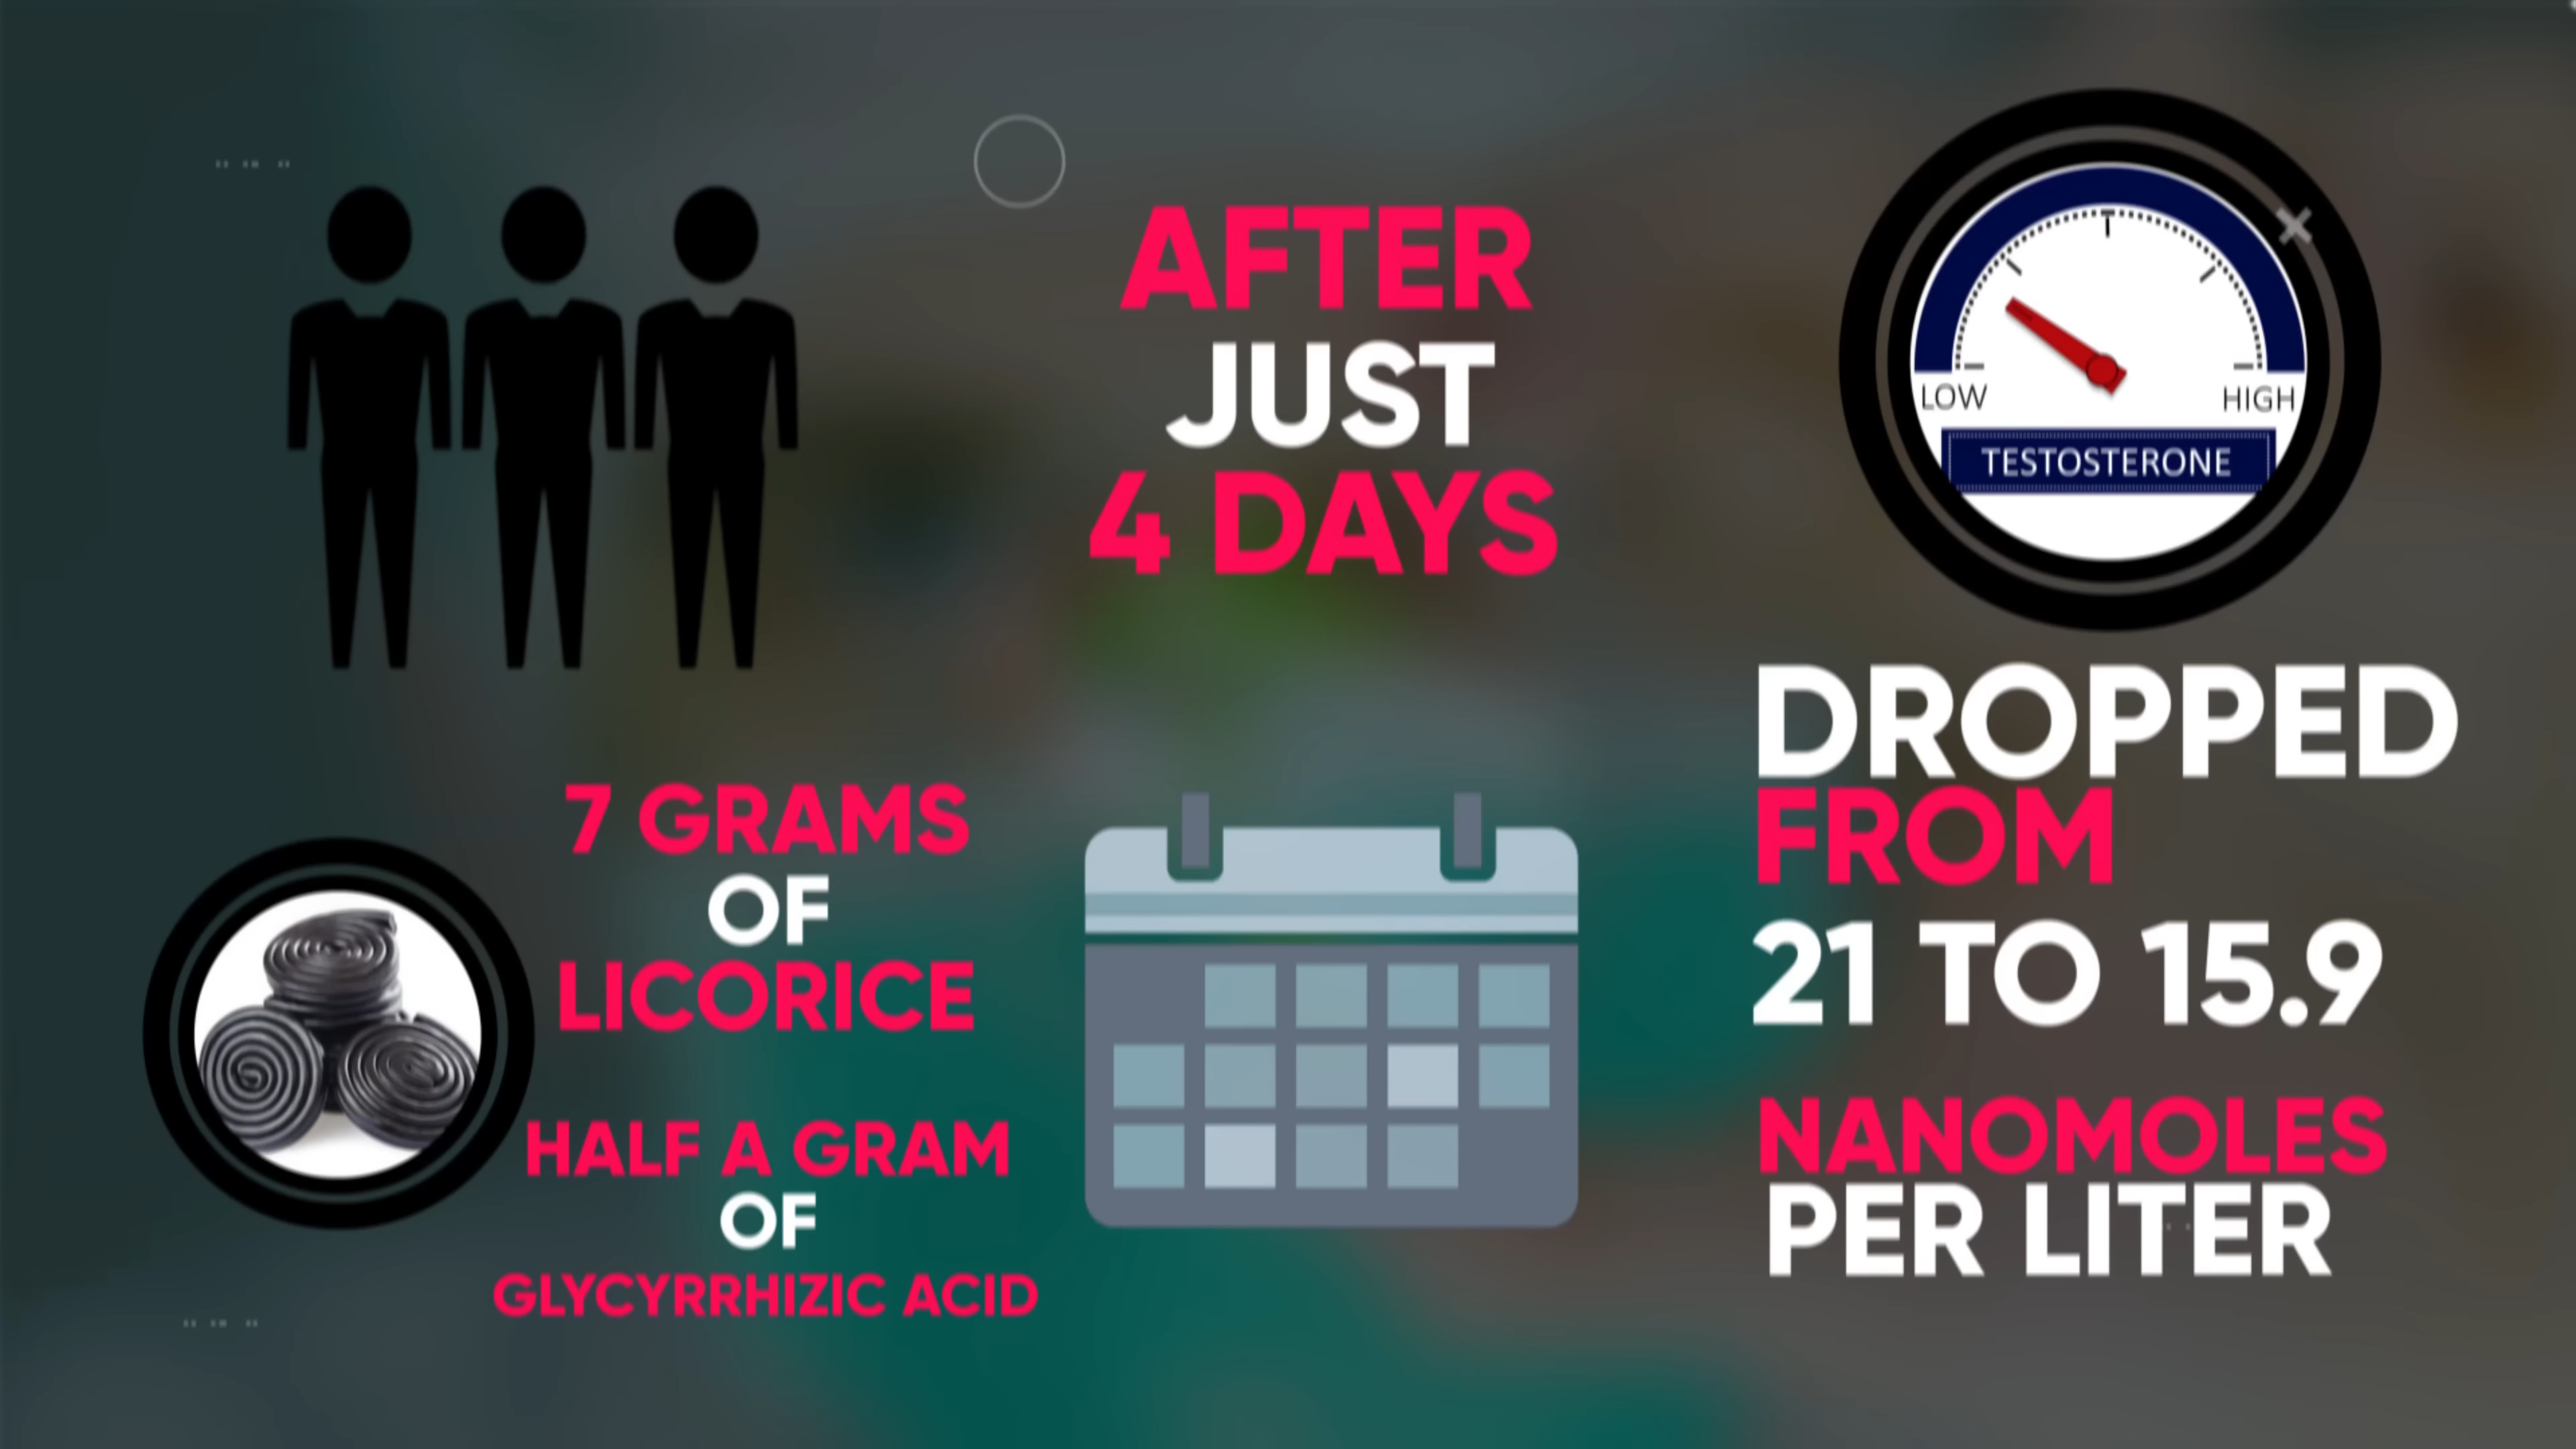 AFTER
JUST
4 DAYS
LOW
HIGH
TESTOSTERONE
7 GRAMS
OF
LICORICE
HALF A GRAM
OF
GLYCYRRHIZIC ACID
DROPPED
FROM
21 TO 15.9
NANOMOLES
PER LITER